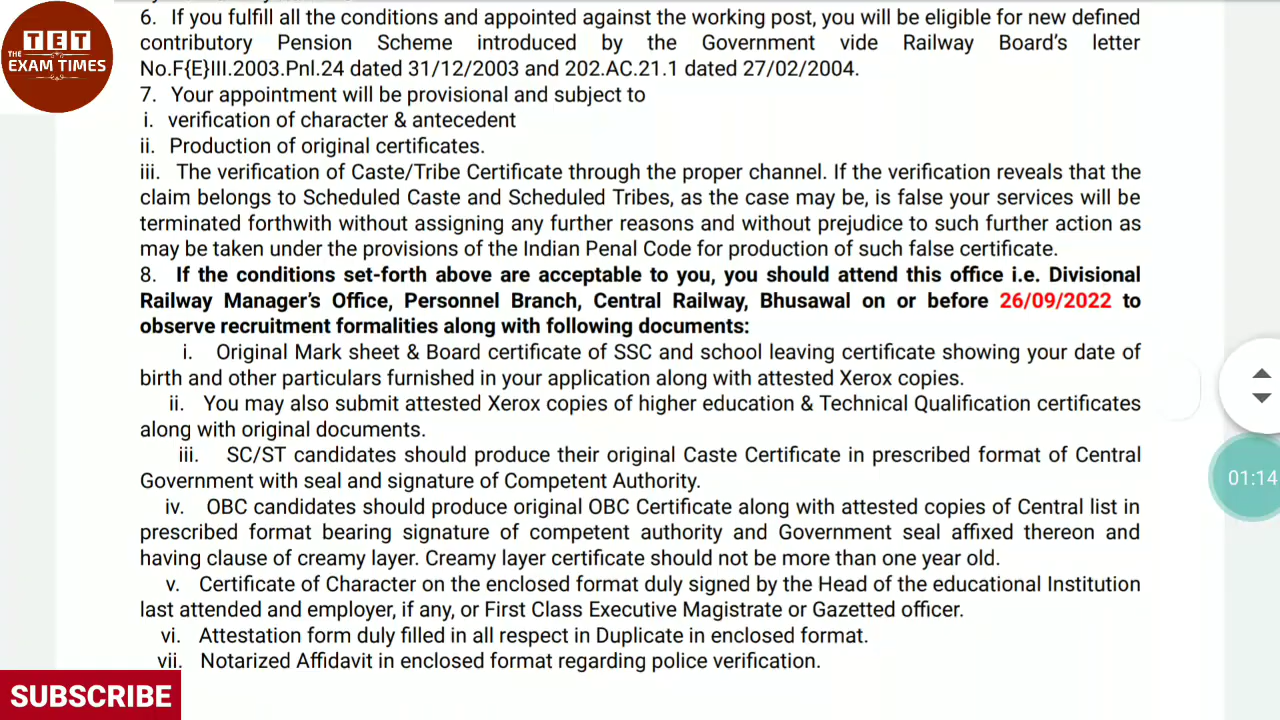 TET
THE
EXAM TIMES
6. If you fulfill all the conditions and appointed against the working post, you will be eligible for new defined
contributory Pension Scheme introduced by the Government vide Railway Board's letter
No.F{E}III.2003.Pnl.24 dated 31/12/2003 and 202.AC.21.1 dated 27/02/2004.
7. Your appointment will be provisional and subject to
i. verification of character & antecedent
ii. Production of original certificates.
iii. The verification of Caste/Tribe Certificate through the proper channel. If the verification reveals that the
claim belongs to Scheduled Caste and Scheduled Tribes, as the case may be, is false your services will be
terminated forthwith without assigning any further reasons and without prejudice to such further action as
may be taken under the provisions of the Indian Penal Code for production of such false certificate.
8. If the conditions set-forth above are acceptable to you, you should attend this office i.e. Divisional
Railway Manager's Office, Personnel Branch, Central Railway, Bhusawal on or before 26/09/2022 to
observe recruitment formalities along with following documents:
i. Original Mark sheet & Board certificate of SSC and school leaving certificate showing your date of
birth and other particulars furnished in your application along with attested Xerox copies.
ii. You may also submit attested Xerox copies of higher education & Technical Qualification certificates
along with original documents.
iii. SC/ST candidates should produce their original Caste Certificate in prescribed format of Central
Government with seal and signature of Competent Authority.
iv. OBC candidates should produce original OBC Certificate along with attested copies of Central list in
prescribed format bearing signature of competent authority and Government seal affixed thereon and
having clause of creamy layer. Creamy layer certificate should not be more than one year old.
v. Certificate of Character on the enclosed format duly signed by the Head of the educational Institution
last attended and employer, if any, or First Class Executive Magistrate or Gazetted officer.
vi. Attestation form duly filled in all respect in Duplicate in enclosed format.
vii. Notarized Affidavit in enclosed format regarding police verification.
01:14
SUBSCRIBE